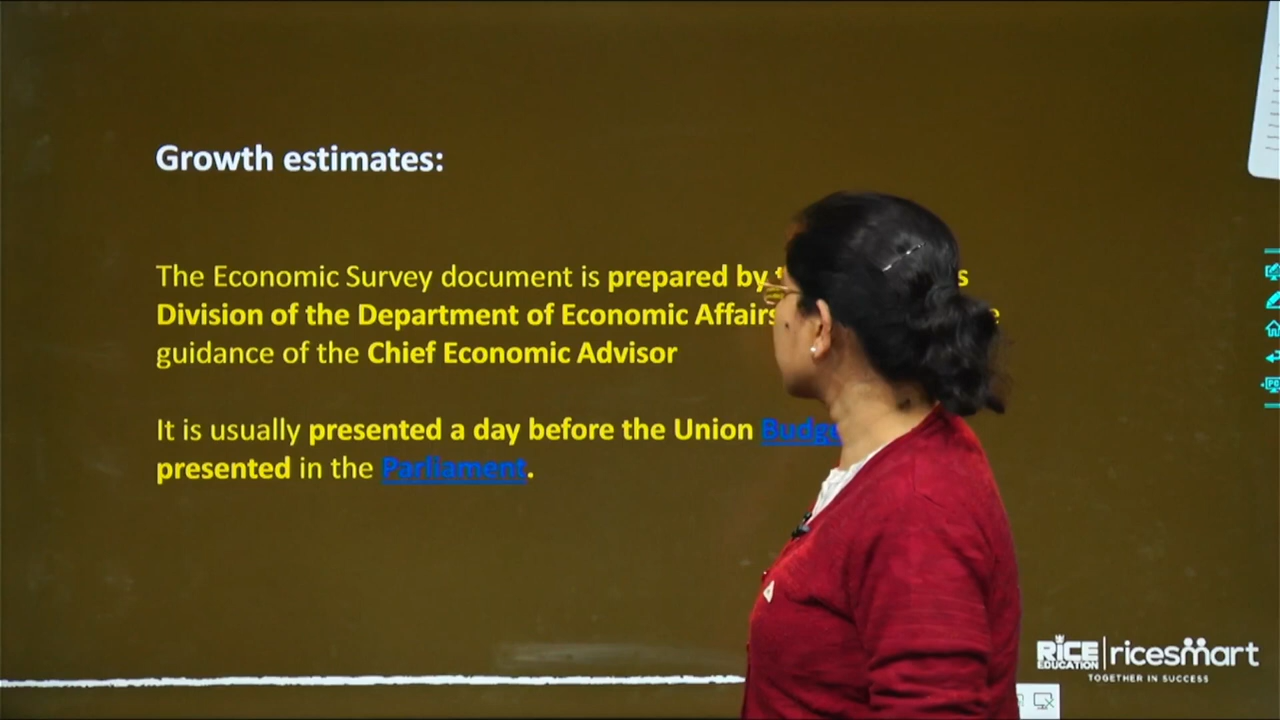 Growth estimates:
The Economic Survey document is prepared by
Division of the Department of Economic Affairs
guidance of the Chief Economic Advisor
It is usually presented a day before the Union
presented in the Parliament.
RICE EDUCATION ricesmart
TOGETHER IN SUCCESS